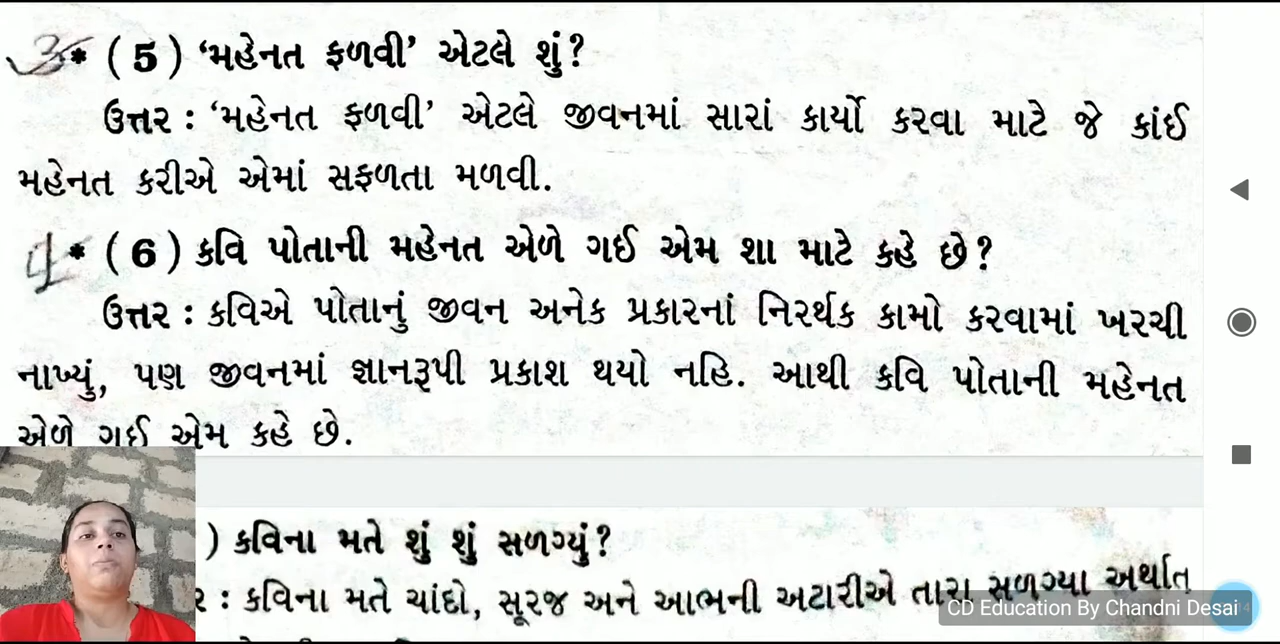 3 * ( 5 ) ‘મહેનત ફળવી’ એટલે શું?
ઉત્તર : ‘મહેનત ફળવી’ એટલે જીવનમાં સારાં કાર્યો કરવા માટે જે કાંઈ
મહેનત કરીએ એમાં સફળતા મળવી.
4 * ( 6 ) કવિ પોતાની મહેનત એળે ગઈ એમ શા માટે કહે છે?
ઉત્તર : કવિએ પોતાનું જીવન અનેક પ્રકારનાં નિરર્થક કામો કરવામાં ખરચી
નાખ્યું, પણ જીવનમાં જ્ઞાનરૂપી પ્રકાશ થયો નહિ. આથી કવિ પોતાની મહેનત
એળે ગઈ એમ કહે છે.
) કવિના મતે શું શું સળગ્યું?
ર : કવિના મતે ચાંદો, સૂરજ અને આભની અટારીએ તારા સળગ્યા અર્થાત
CD Education By Chandni Desai